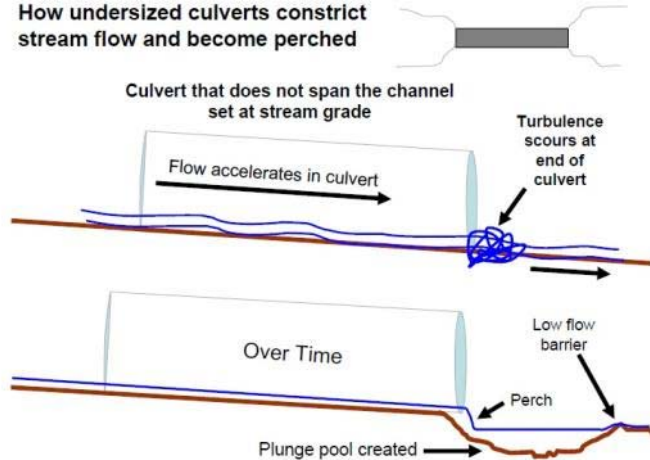 How undersized culverts constrict
stream flow and become perched
Culvert that does not span the channel
set at stream grade
Turbulence
scours at
end of
culvert
Flow accelerates in culvert
Over Time
Low flow
barrier
Perch
Plunge pool created